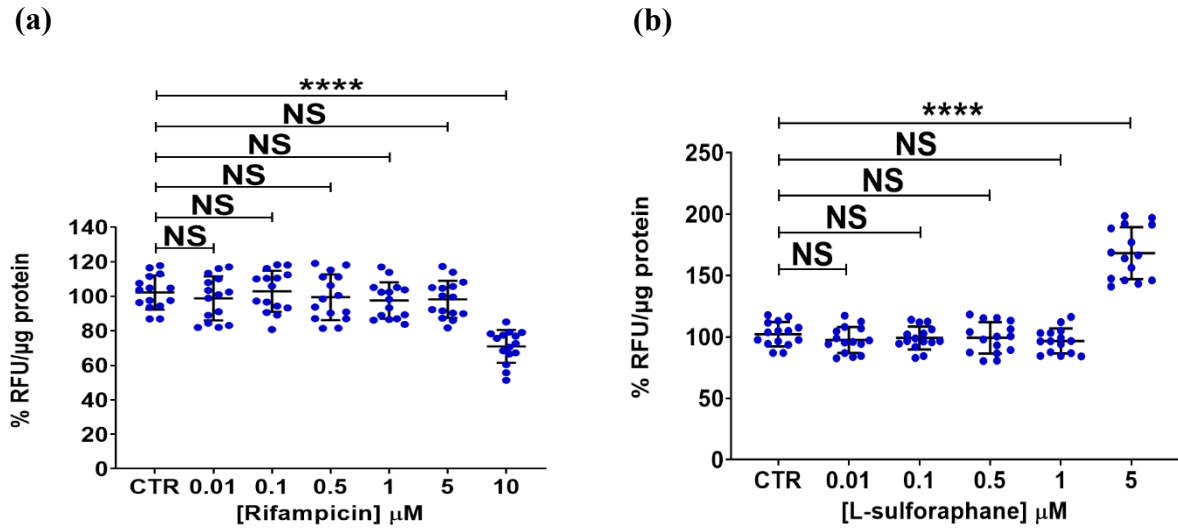 (a)
****
NS
NS
NS
NS
NS
140
120
100
80
60
40
20
0
% RFU/µg protein
CTR 0.01 0.1 0.5 1 5 10
[Rifampicin] µM
(b)
****
NS
NS
NS
NS
250
200
150
100
50
0
% RFU/µg protein
CTR 0.01 0.1 0.5 1 5
[L-sulforaphane] µM